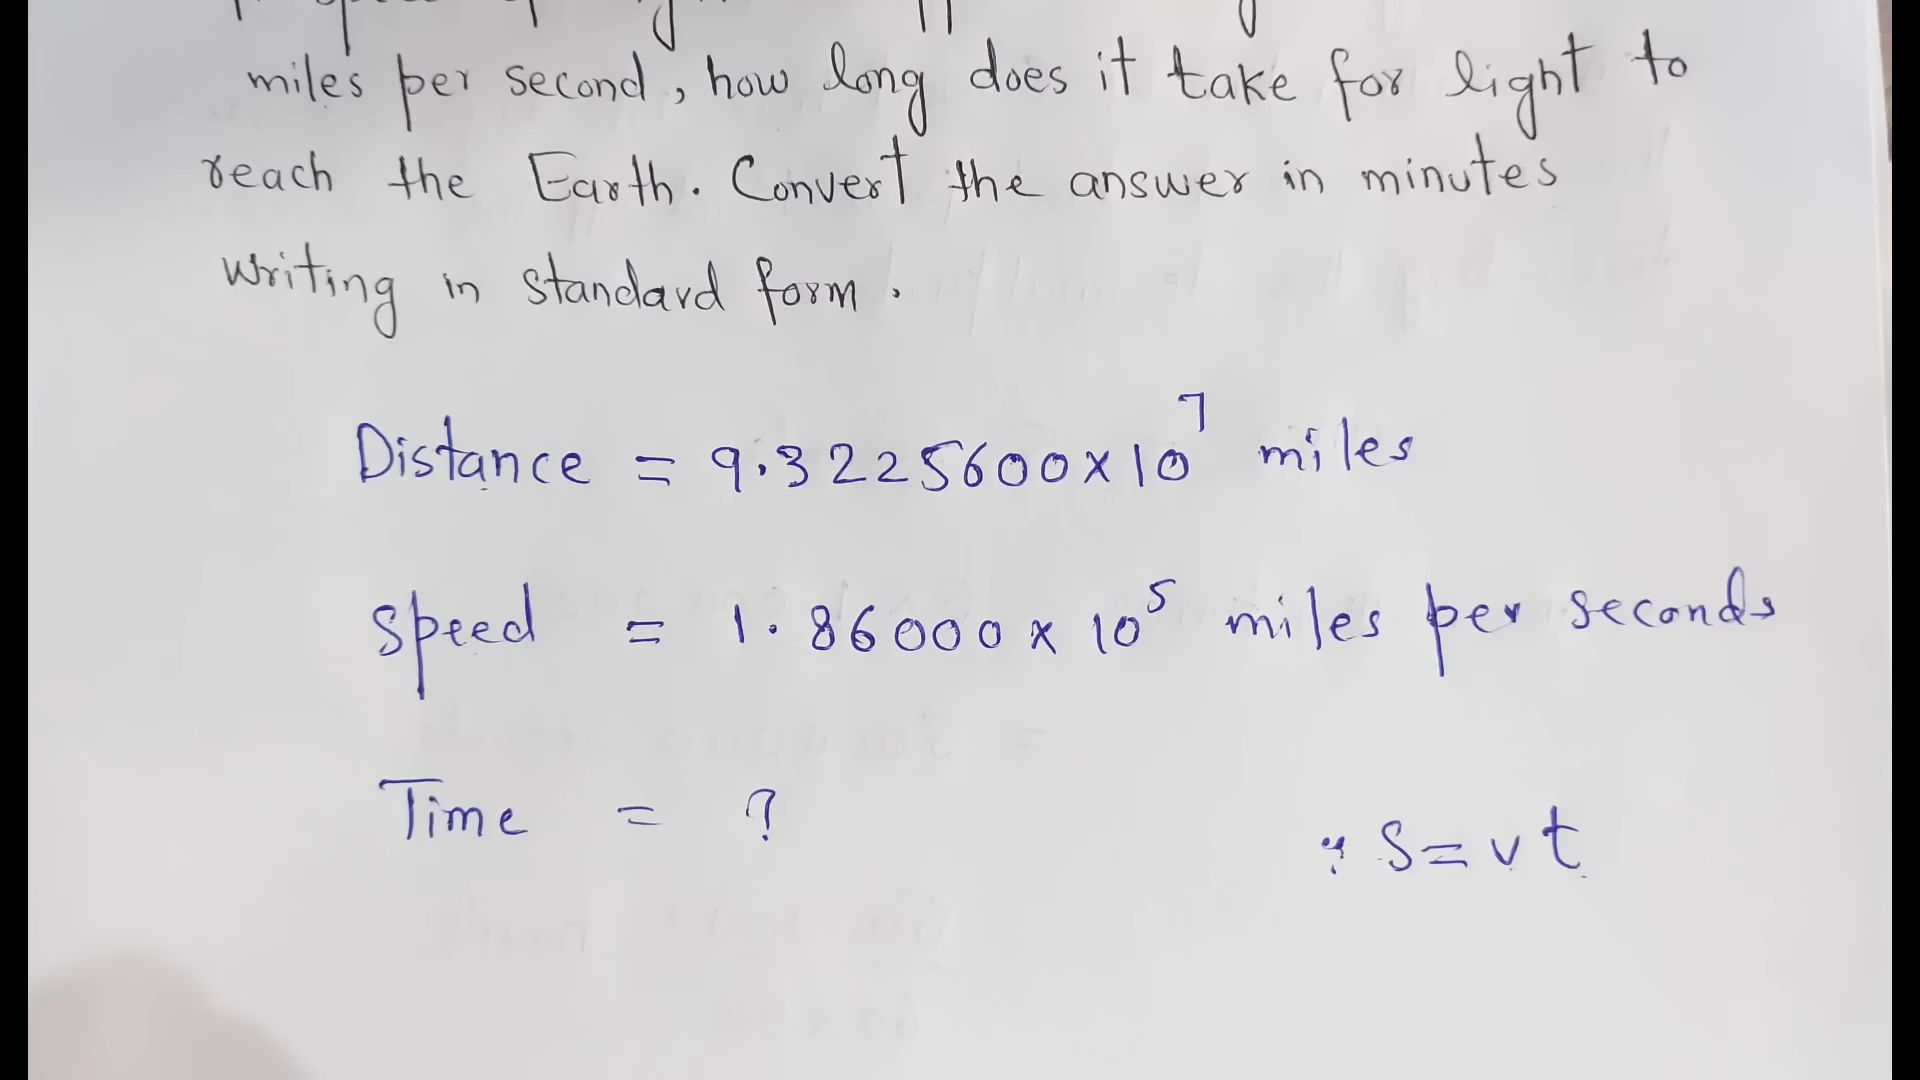 miles per second, how long does it take for light to
reach the Earth. Convert the answer in minutes
writing in standard form.
Distance = 9.3225600 x 10^7 miles
Speed = 1.86000 x 10^5 miles per seconds
Time = ?
∵ S = vt